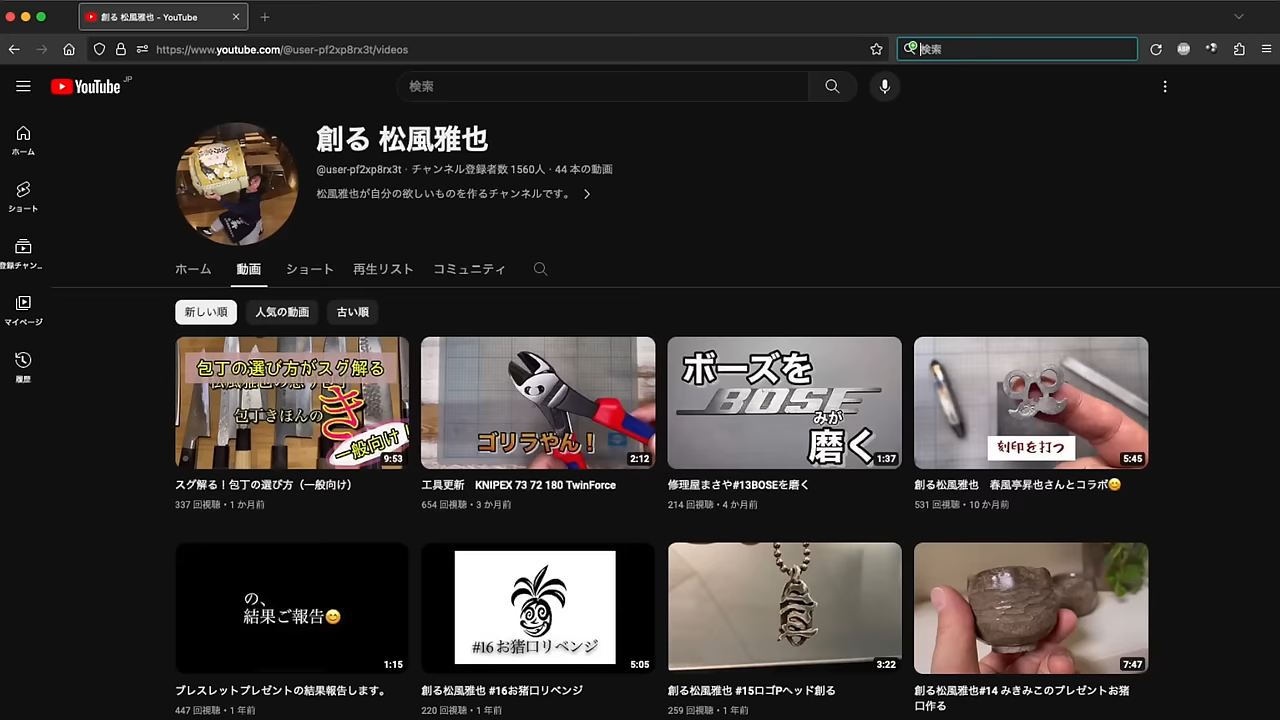 創る 松風雅也 - YouTube
https://www.youtube.com/@user-pf2xp8rx3t/videos
検索
YouTube JP
検索
ホーム
ショート
登録チャン...
マイページ
履歴
創る 松風雅也
@user-pf2xp8rx3t · チャンネル登録者数 1560人 · 44 本の動画
松風雅也が自分の欲しいものを作るチャンネルです。
ホーム
動画
ショート
再生リスト
コミュニティ
新しい順
人気の動画
古い順
包丁の選び方がスグ解る
包丁きほんの
き
一般向け!
9:53
ゴリラやん!
2:12
ボーズを
BOSE
みが
磨く
1:37
刻印を打つ
5:45
スグ解る！包丁の選び方（一般向け）
337 回視聴・1 か月前
工具更新 KNIPEX 73 72 180 TwinForce
654 回視聴・3 か月前
修理屋まさや#13BOSEを磨く
214 回視聴・4 か月前
創る松風雅也 春風亭昇也さんとコラボ😊
531 回視聴・10 か月前
の、
結果ご報告😊
1:15
#16 お猪口リベンジ
5:05
3:22
7:47
ブレスレットプレゼントの結果報告します。
447 回視聴・1 年前
創る松風雅也 #16お猪口リベンジ
220 回視聴・1 年前
創る松風雅也 #15ロゴPヘッド創る
259 回視聴・1 年前
創る松風雅也#14 みきみこのプレゼントお猪
口作る